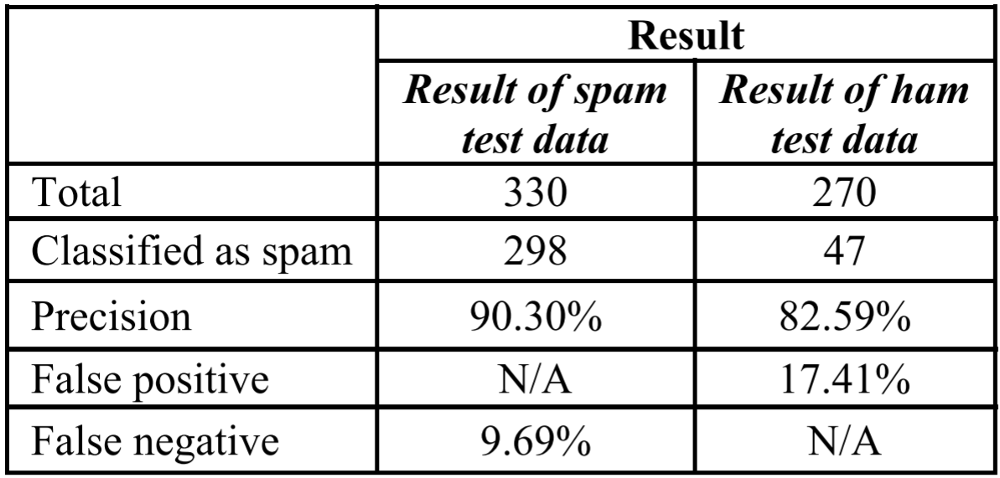 Result
Result of spam test data Result of ham test data
Total 330 270
Classified as spam 298 47
Precision 90.30% 82.59%
False positive N/A 17.41%
False negative 9.69% N/A